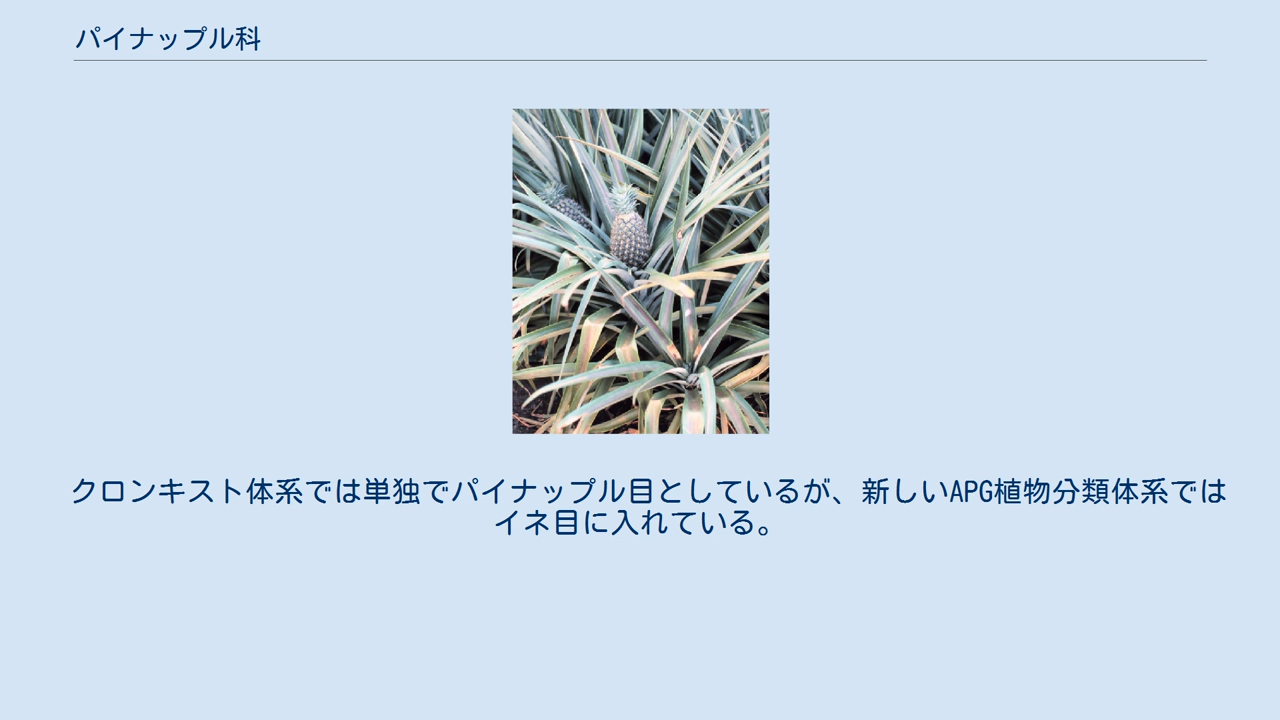 パイナップル科
クロンキスト体系では単独でパイナップル目としているが、新しいAPG植物分類体系では
イネ目に入れている。